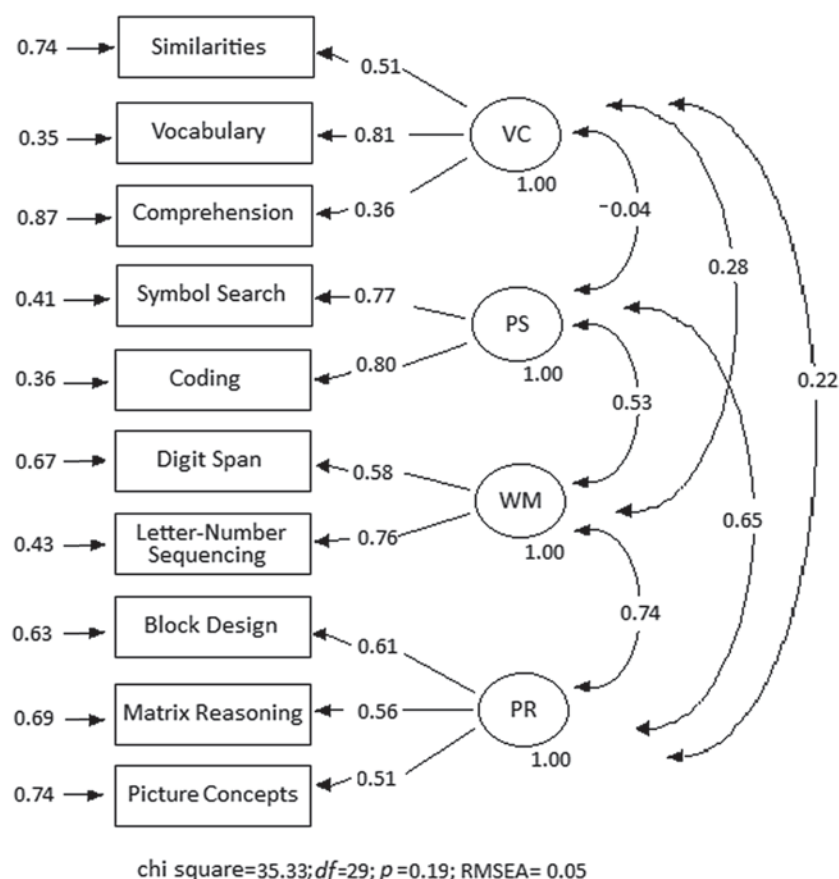 0.74
Similarities
0.51
0.35
Vocabulary
0.81
VC
1.00
0.87
Comprehension
0.36
-0.04
0.28
0.41
Symbol Search
0.77
PS
1.00
0.36
Coding
0.80
0.53
0.22
0.67
Digit Span
0.58
WM
1.00
0.43
Letter-Number
Sequencing
0.76
0.65
0.63
Block Design
0.61
0.74
0.69
Matrix Reasoning
0.56
PR
1.00
0.74
Picture Concepts
0.51
chi square=35.33; df=29; p=0.19; RMSEA= 0.05